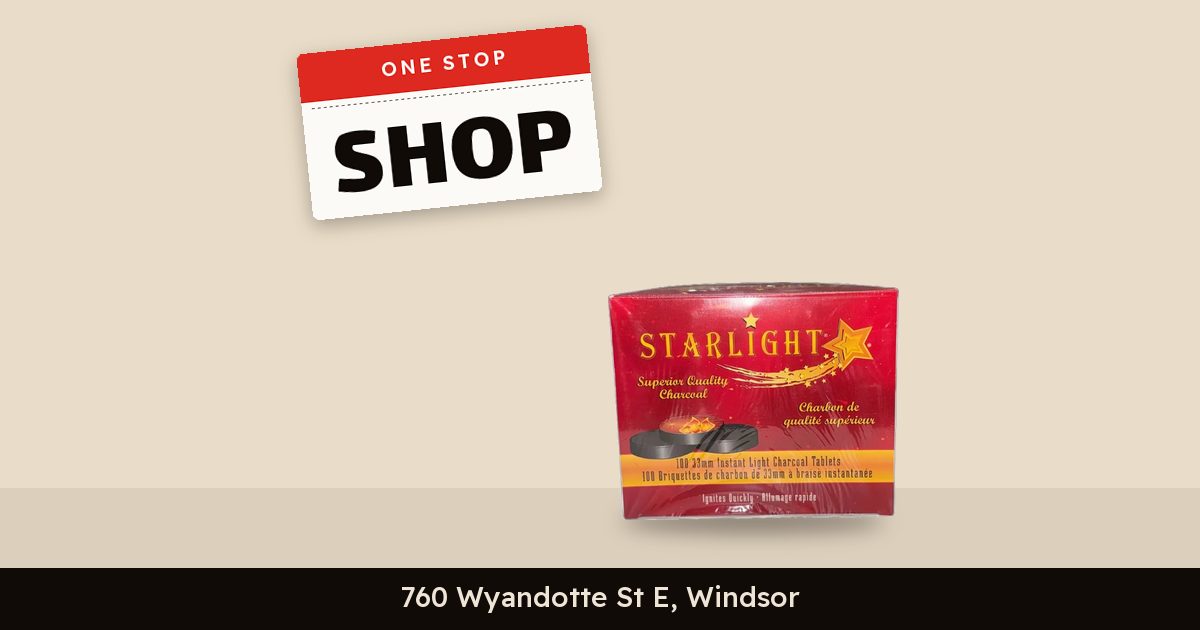 ONE STOP
SHOP
STARLIGHT
Superior Quality
Charcoal
Charbon de
qualité supérieur
100 33mm Instant Light Charcoal Tablets
100 Briquettes de charbon de 33mm à braise instantanée
Ignites Quickly · Allumage rapide
760 Wyandotte St E, Windsor